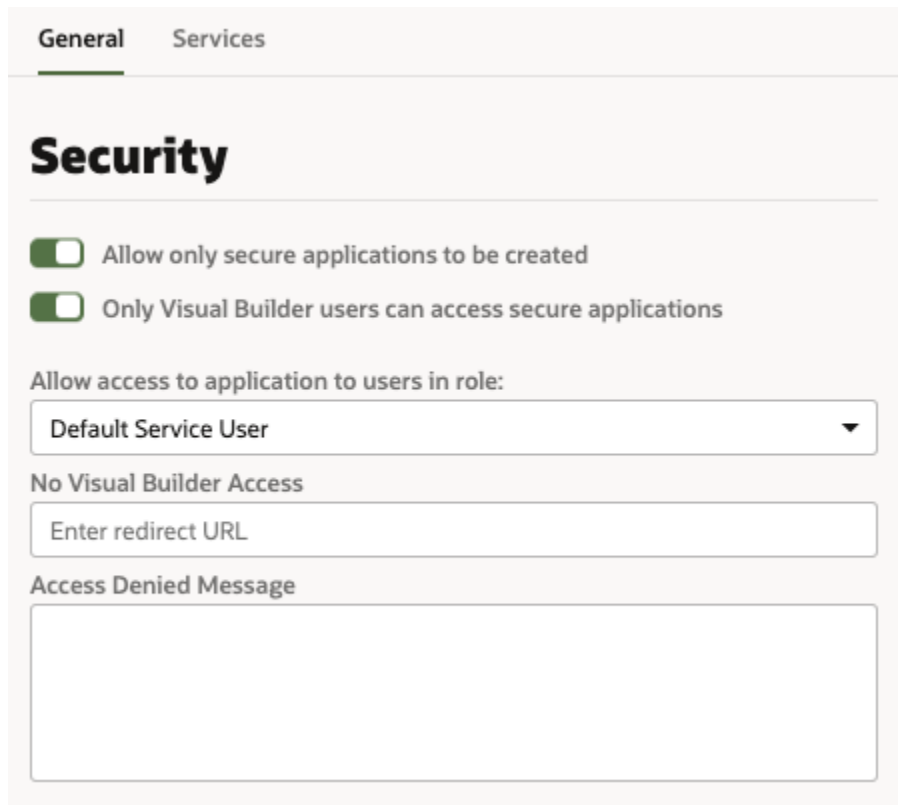 General Services
Security
Allow only secure applications to be created
Only Visual Builder users can access secure applications
Allow access to application to users in role:
Default Service User
No Visual Builder Access
Enter redirect URL
Access Denied Message